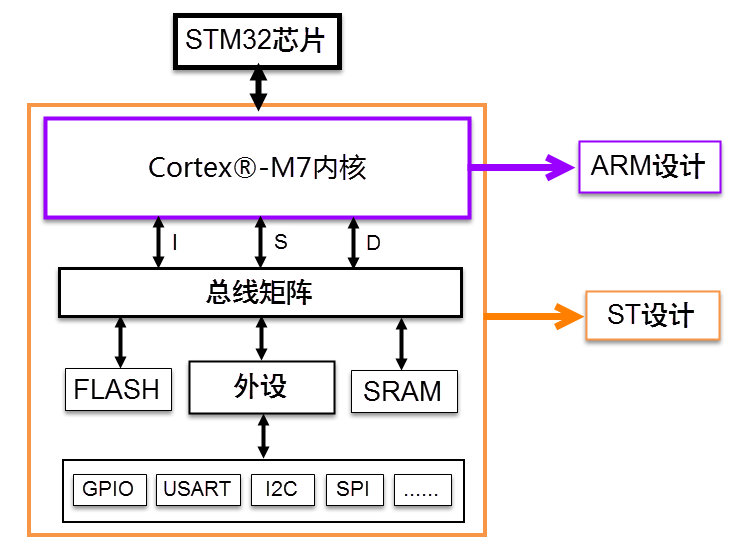 STM32芯片
Cortex®-M7内核
ARM设计
I
S
D
总线矩阵
ST设计
FLASH
外设
SRAM
GPIO
USART
I2C
SPI
......